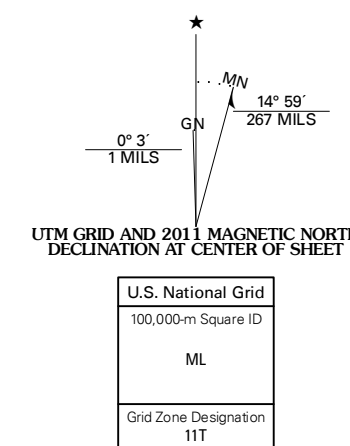 ★
MN
14° 59´
267 MILS
GN
0° 3´
1 MILS
UTM GRID AND 2011 MAGNETIC NORT
DECLINATION AT CENTER OF SHEET
U.S. National Grid
100,000-m Square ID
ML
Grid Zone Designation
11T